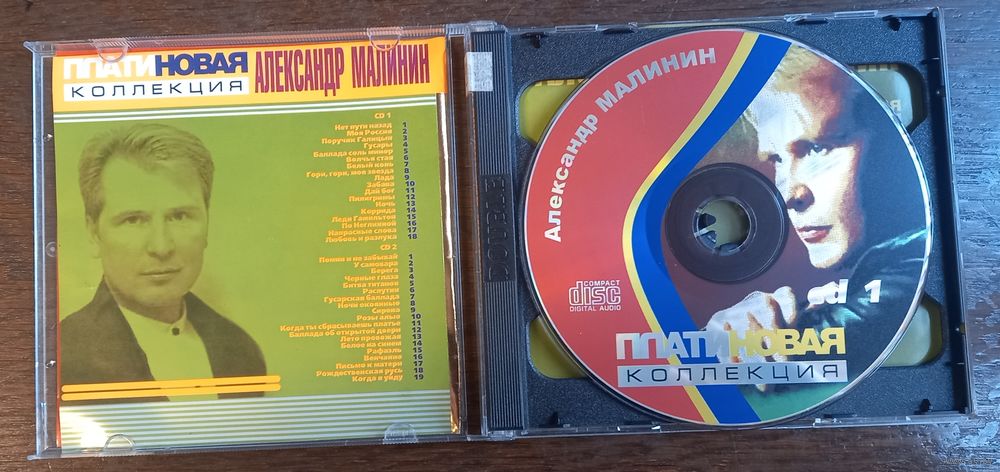 ПЛАТИНОВАЯ
КОЛЛЕКЦИЯ
АЛЕКСАНДР МАЛИНИН
CD 1
Нет пути назад 1
Моя Россия 2
Поручик Галицын 3
Гусары 4
Баллада соль минор 5
Волчья стая 6
Белый конь 7
Гори, гори, моя звезда 8
Лада 9
Забава 10
Дай бог 11
Пилигримы 12
Ночь 13
Коррида 14
Леди Гамильтон 15
По Неглинной 16
Напрасные слова 17
Любовь и разлука 18
CD 2
Помни и не забывай 1
У самовара 2
Берега 3
Черные глаза 4
Битва титанов 5
Распутин 6
Гусарская баллада 7
Ночи окаянные 8
Сирена 9
Розы алые 10
Когда ты сбрасываешь платье 11
Баллада об открытой двери 12
Лето провожая 13
Белое на синем 14
Рафаэль 15
Венчание 16
Письмо к матери 17
Рождественская русь 18
Когда я уйду 19
DOUBLE
Александр МАЛИНИН
COMPACT
disc
DIGITAL AUDIO
cd 1
ПЛАТИНОВАЯ
КОЛЛЕКЦИЯ